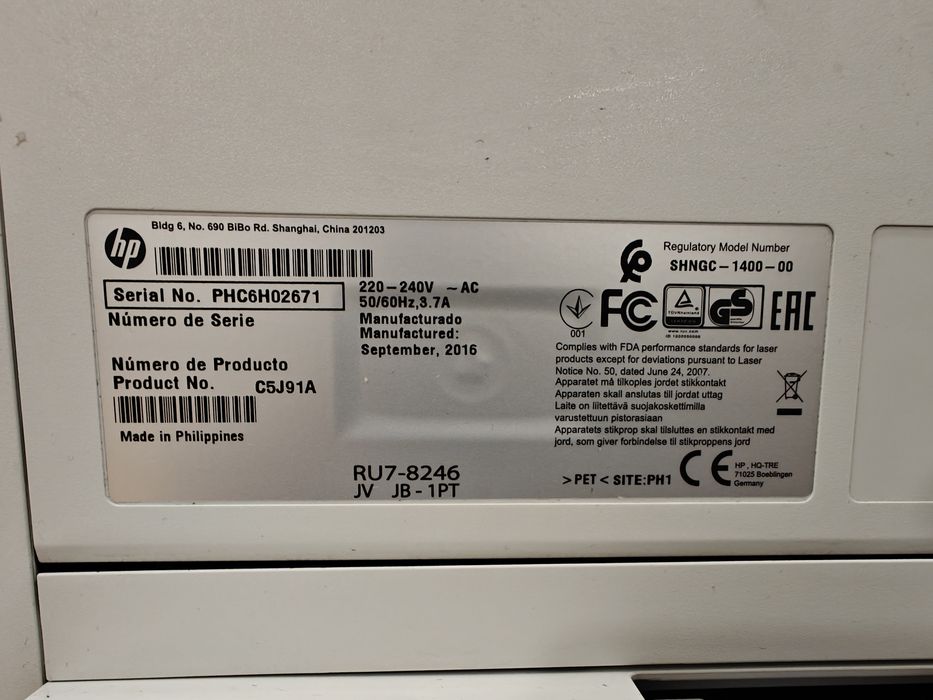 Bldg 6, No. 690 BiBo Rd. Shanghai, China 201203
hp
Serial No. PHC6H02671
Número de Serie
220-240V ~ AC
50/60Hz,3.7A
Manufacturado
Manufactured:
September, 2016
Número de Producto
Product No. C5J91A
Made in Philippines
RU7-8246
JV JB-1PT
Regulatory Model Number
SHNGC-1400-00
001
FC
TÜVRheinland
GS
EAC
Complies with FDA performance standards for laser
products except for deviations pursuant to Laser
Notice No. 50, dated June 24, 2007.
Apparatet må tilkoples jordet stikkontakt
Apparaten skall anslutas till jordat uttag
Laite on liitettävä suojakoskettimilla
varustettuun pistorasiaan
Apparatets stikprop skal tilsluttes en stikkontakt med
jord, som giver forbindelse til stikproppens jord
>PET< SITE:PH1
CE
HP, HQ-TRE
71025 Boeblingen
Germany